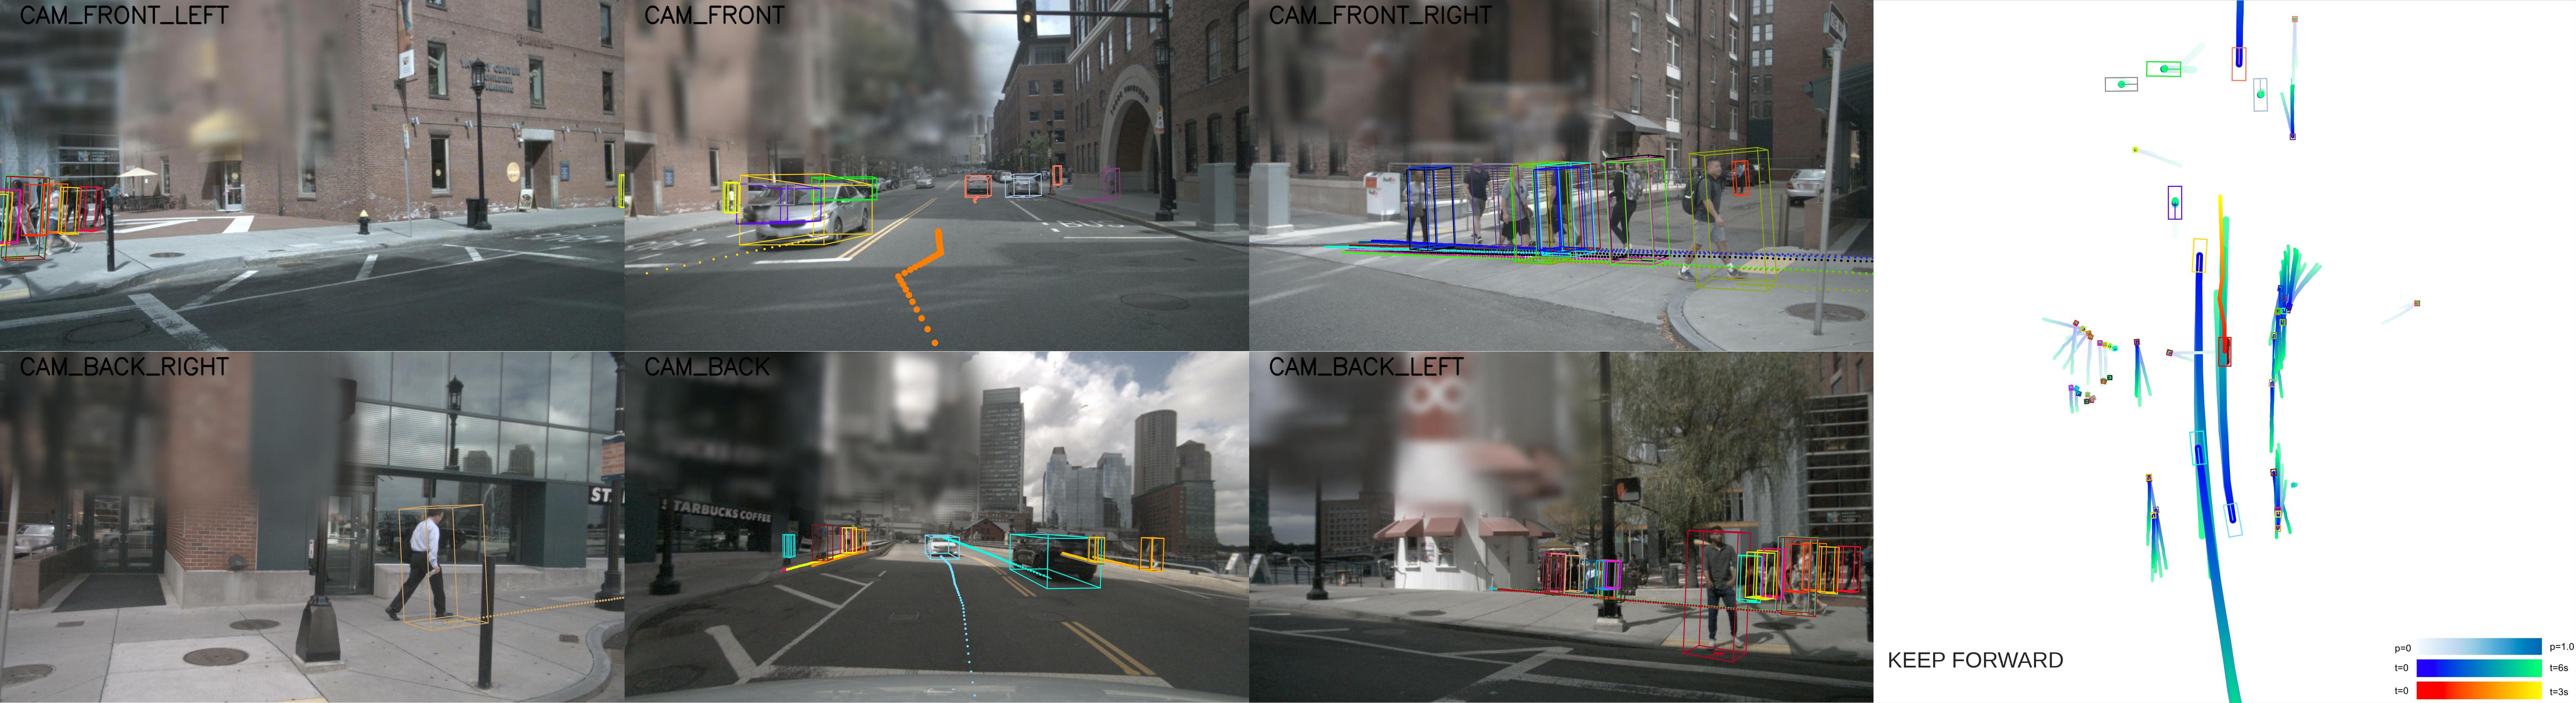 CAM_FRONT_LEFT
CAM_FRONT
CAM_FRONT_RIGHT
CAM_BACK_RIGHT
CAM_BACK
STARBUCKS COFFEE
CAM_BACK_LEFT
KEEP FORWARD
p=0
p=1.0
t=0
t=6s
t=0
t=3s